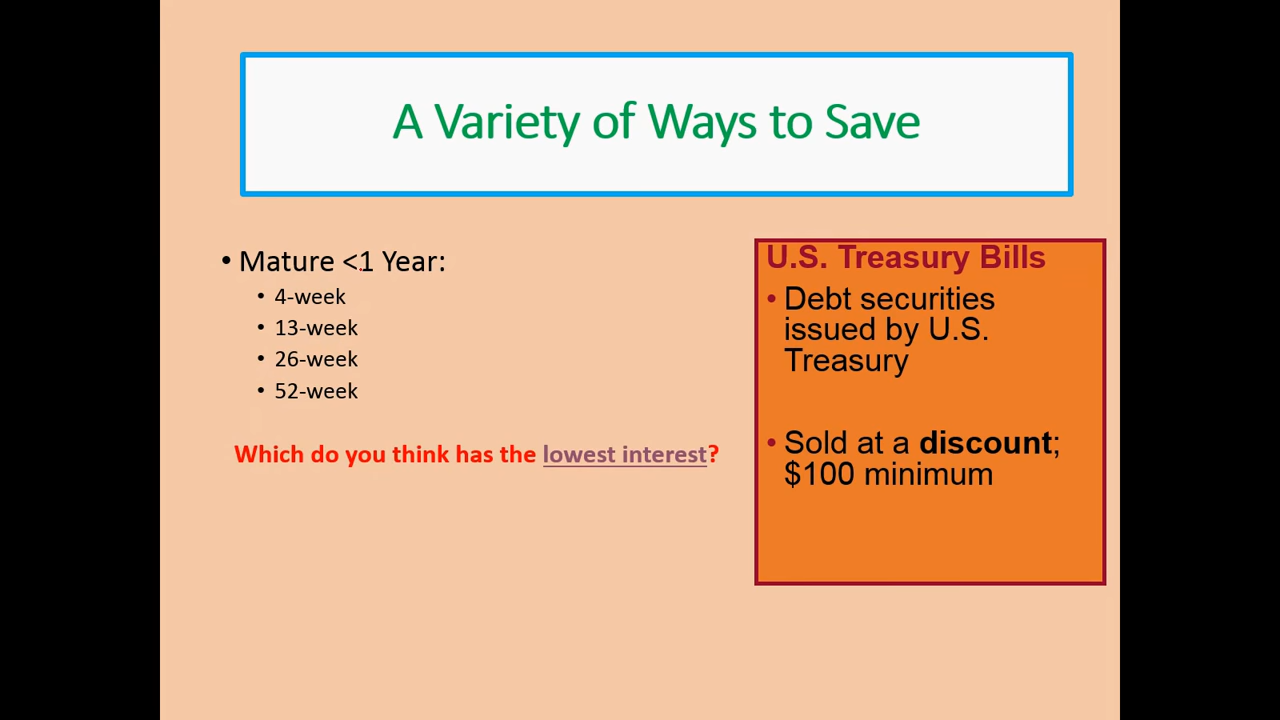 A Variety of Ways to Save
• Mature <1 Year:
• 4-week
• 13-week
• 26-week
• 52-week
Which do you think has the lowest interest?
U.S. Treasury Bills
• Debt securities
issued by U.S.
Treasury
• Sold at a discount;
$100 minimum